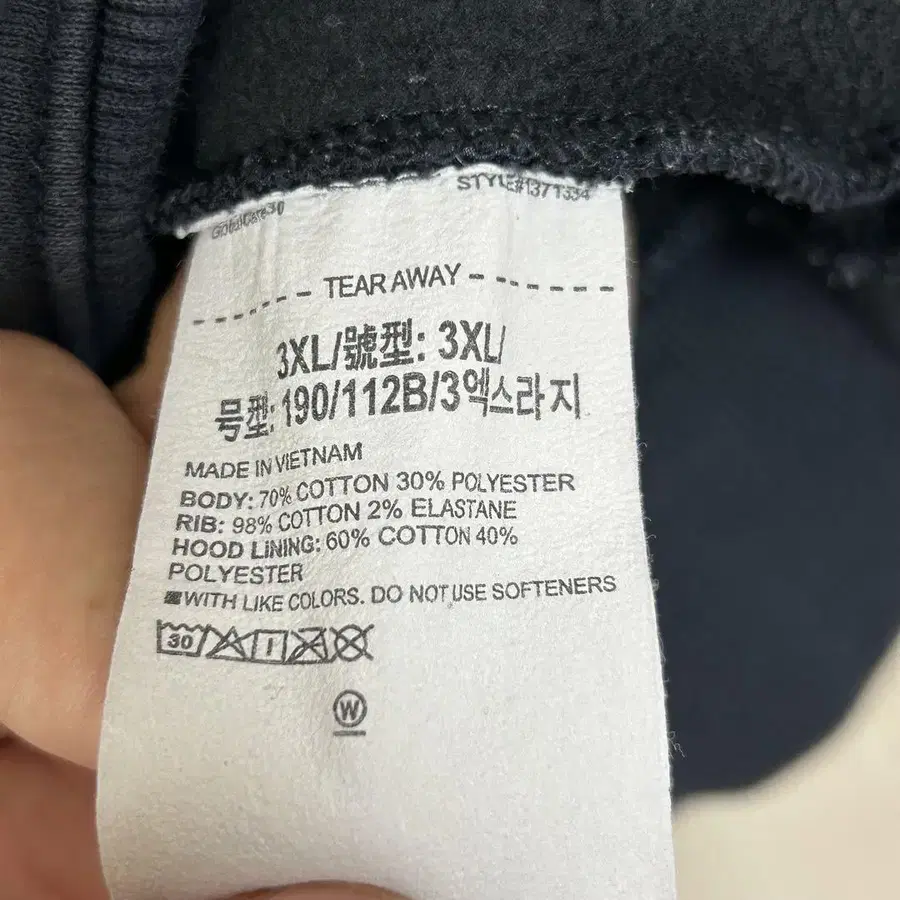 GlobalCare3.0
STYLE#1371334
TEAR AWAY
3XL/號型: 3XL/
号型: 190/112B/3엑스라지
MADE IN VIETNAM
BODY: 70% COTTON 30% POLYESTER
RIB: 98% COTTON 2% ELASTANE
HOOD LINING: 60% COTTON 40%
POLYESTER
WITH LIKE COLORS. DO NOT USE SOFTENERS
30
W